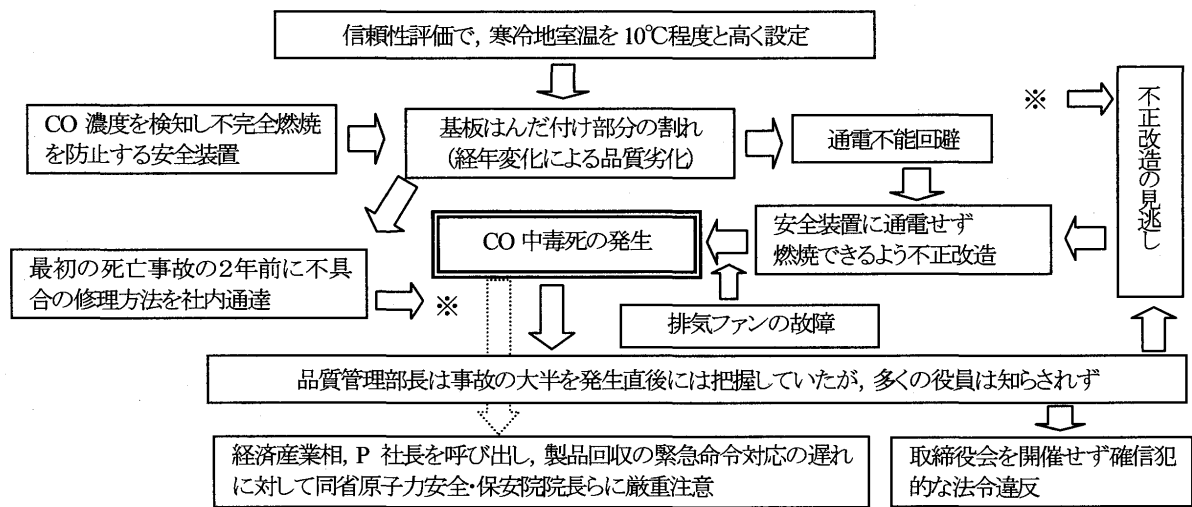 信頼性評価で，寒冷地室温を10℃程度と高く設定
CO 濃度を検知し不完全燃焼
を防止する安全装置
基板はんだ付け部分の割れ
(経年変化による品質劣化)
通電不能回避
※
不正改造の見逃し
CO 中毒死の発生
安全装置に通電せず
燃焼できるよう不正改造
最初の死亡事故の２年前に不具
合の修理方法を社内通達
※
排気ファンの故障
品質管理部長は事故の大半を発生直後には把握していたが，多くの役員は知らされず
経済産業相，P 社長を呼び出し，製品回収の緊急命令対応の遅れ
に対して同省原子力安全・保安院院長らに厳重注意
取締役会を開催せず確信犯
的な法令違反